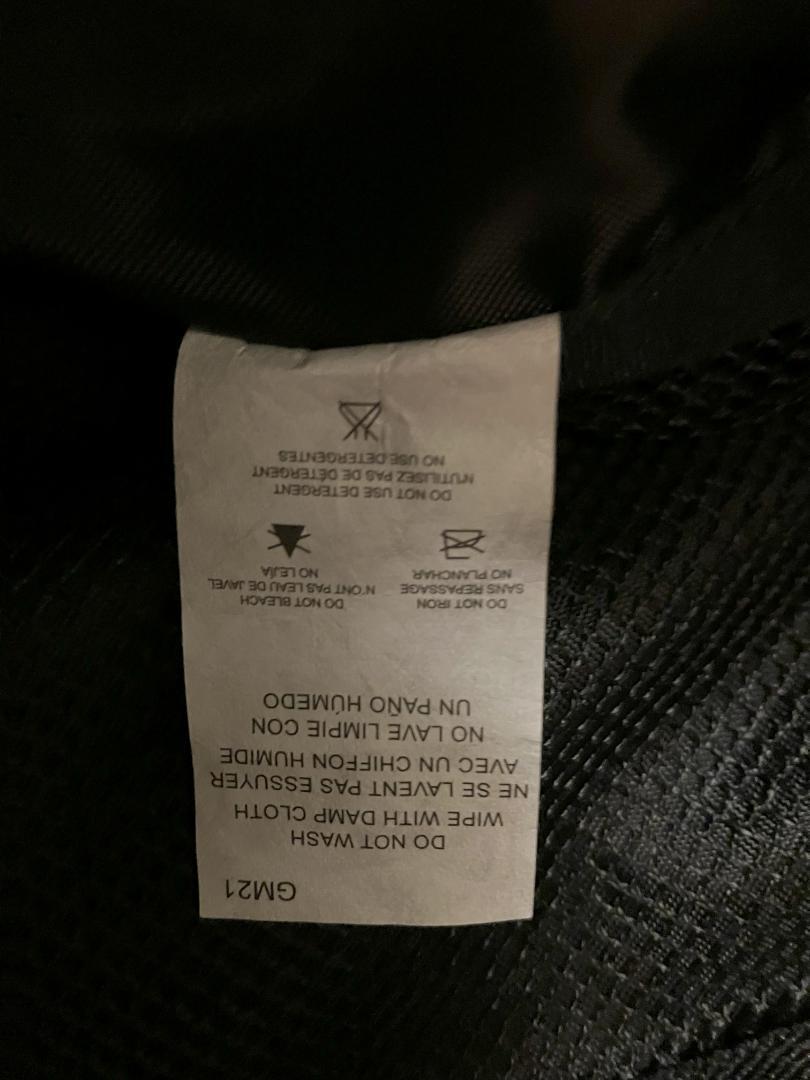 GM21
DO NOT WASH
WIPE WITH DAMP CLOTH
NE SE LAVENT PAS ESSUYER
AVEC UN CHIFFON HUMIDE
NO LAVE LIMPIE CON
UN PAÑO HÚMEDO
DO NOT IRON
SANS REPASSAGE
NO PLANCHAR
DO NOT BLEACH
N'ONT PAS LEAU DE JAVEL
NO LEJÍA
DO NOT USE DETERGENT
N'UTILISEZ PAS DE DÉTERGENT
NO USE DETERGENTES